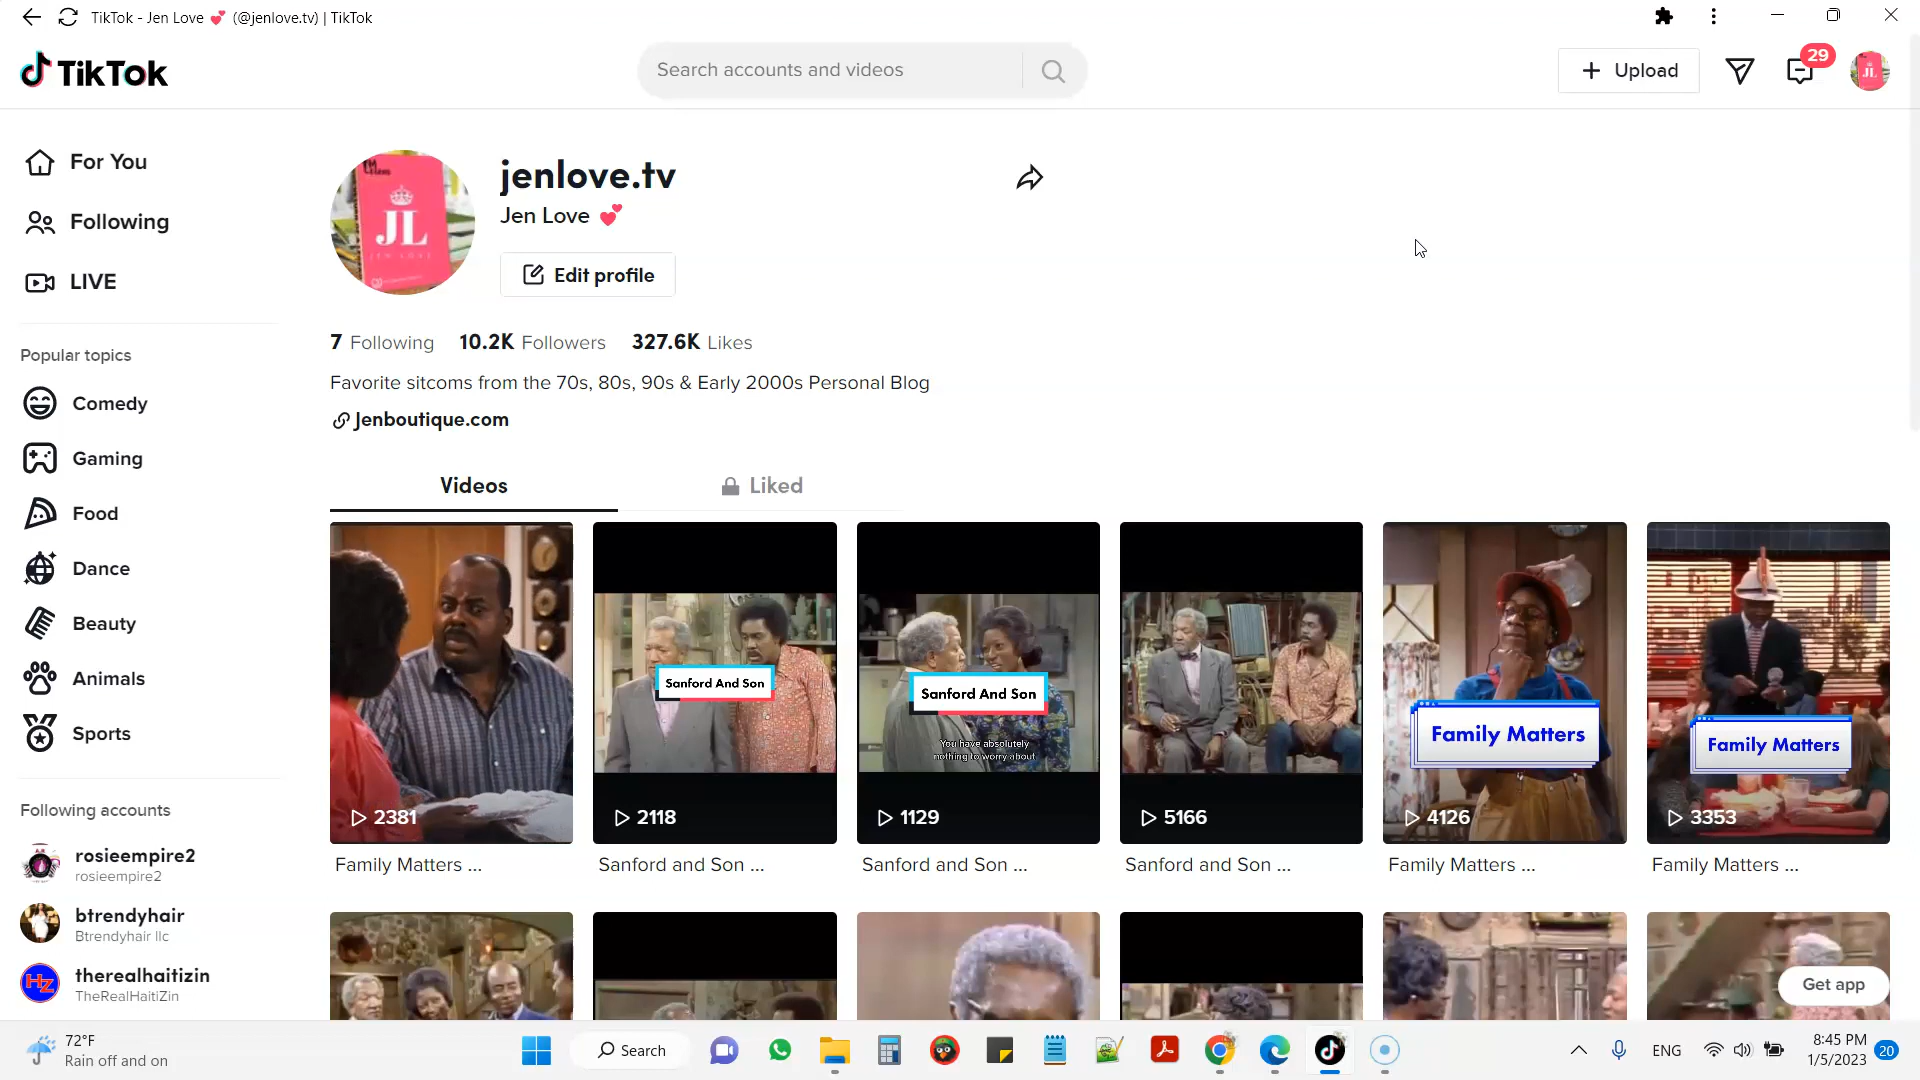 TikTok - Jen Love 💕 (@jenlove.tv) | TikTok
TikTok
Search accounts and videos
Upload
29
JL
For You
Following
LIVE
Popular topics
Comedy
Gaming
Food
Dance
Beauty
Animals
Sports
Following accounts
rosieempire2
rosieempire2
btrendyhair
Btrendyhair llc
therealhaitizin
TheRealHaitiZin
HZ
JL
JEN LOVE
jenlove.tv
Jen Love 💕
Edit profile
7 Following 10.2K Followers 327.6K Likes
Favorite sitcoms from the 70s, 80s, 90s & Early 2000s Personal Blog
Jenboutique.com
Videos
Liked
2381
Family Matters ...
Sanford And Son
2118
Sanford and Son ...
Sanford And Son
You have absolutely
nothing to worry about
1129
Sanford and Son ...
5166
Sanford and Son ...
Family Matters
4126
Family Matters ...
Family Matters
3353
Family Matters ...
Get app
72°F
Rain off and on
Search
ENG
8:45 PM
1/5/2023
20